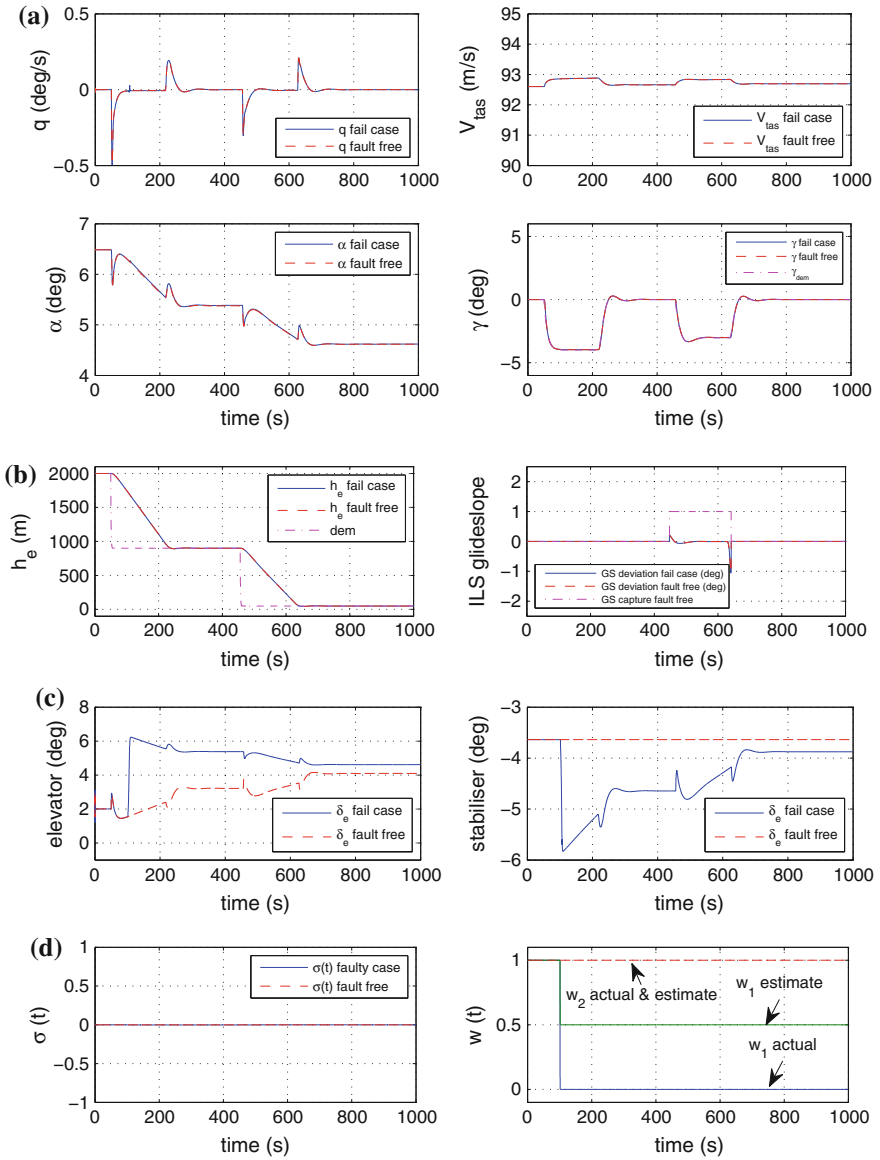 (a)
0.5
0
−0.5
q (deg/s)
q fail case
q fault free
0 200 400 600 800 1000
95
94
93
92
91
90
V_tas (m/s)
V_tas fail case
V_tas fault free
0 200 400 600 800 1000
7
6
5
4
α (deg)
α fail case
α fault free
0 200 400 600 800 1000
time (s)
5
0
−5
γ (deg)
γ fail case
γ fault free
γ_dem
0 200 400 600 800 1000
time (s)
(b)
2000
1500
1000
500
0
h_e (m)
h_e fail case
h_e fault free
dem
0 200 400 600 800 1000
time (s)
2
1
0
−1
−2
ILS glideslope
GS deviation fail case (deg)
GS deviation fault free (deg)
GS capture fault free
0 200 400 600 800 1000
time (s)
(c)
8
6
4
2
0
elevator (deg)
δ_e fail case
δ_e fault free
0 200 400 600 800 1000
time (s)
−3
−4
−5
−6
stabiliser (deg)
δ_e fail case
δ_e fault free
0 200 400 600 800 1000
time (s)
(d)
1
0.5
0
−0.5
−1
σ (t)
σ(t) faulty case
σ(t) fault free
0 200 400 600 800 1000
time (s)
1
0.5
0
w (t)
w_2 actual & estimate
w_1 estimate
w_1 actual
0 200 400 600 800 1000
time (s)